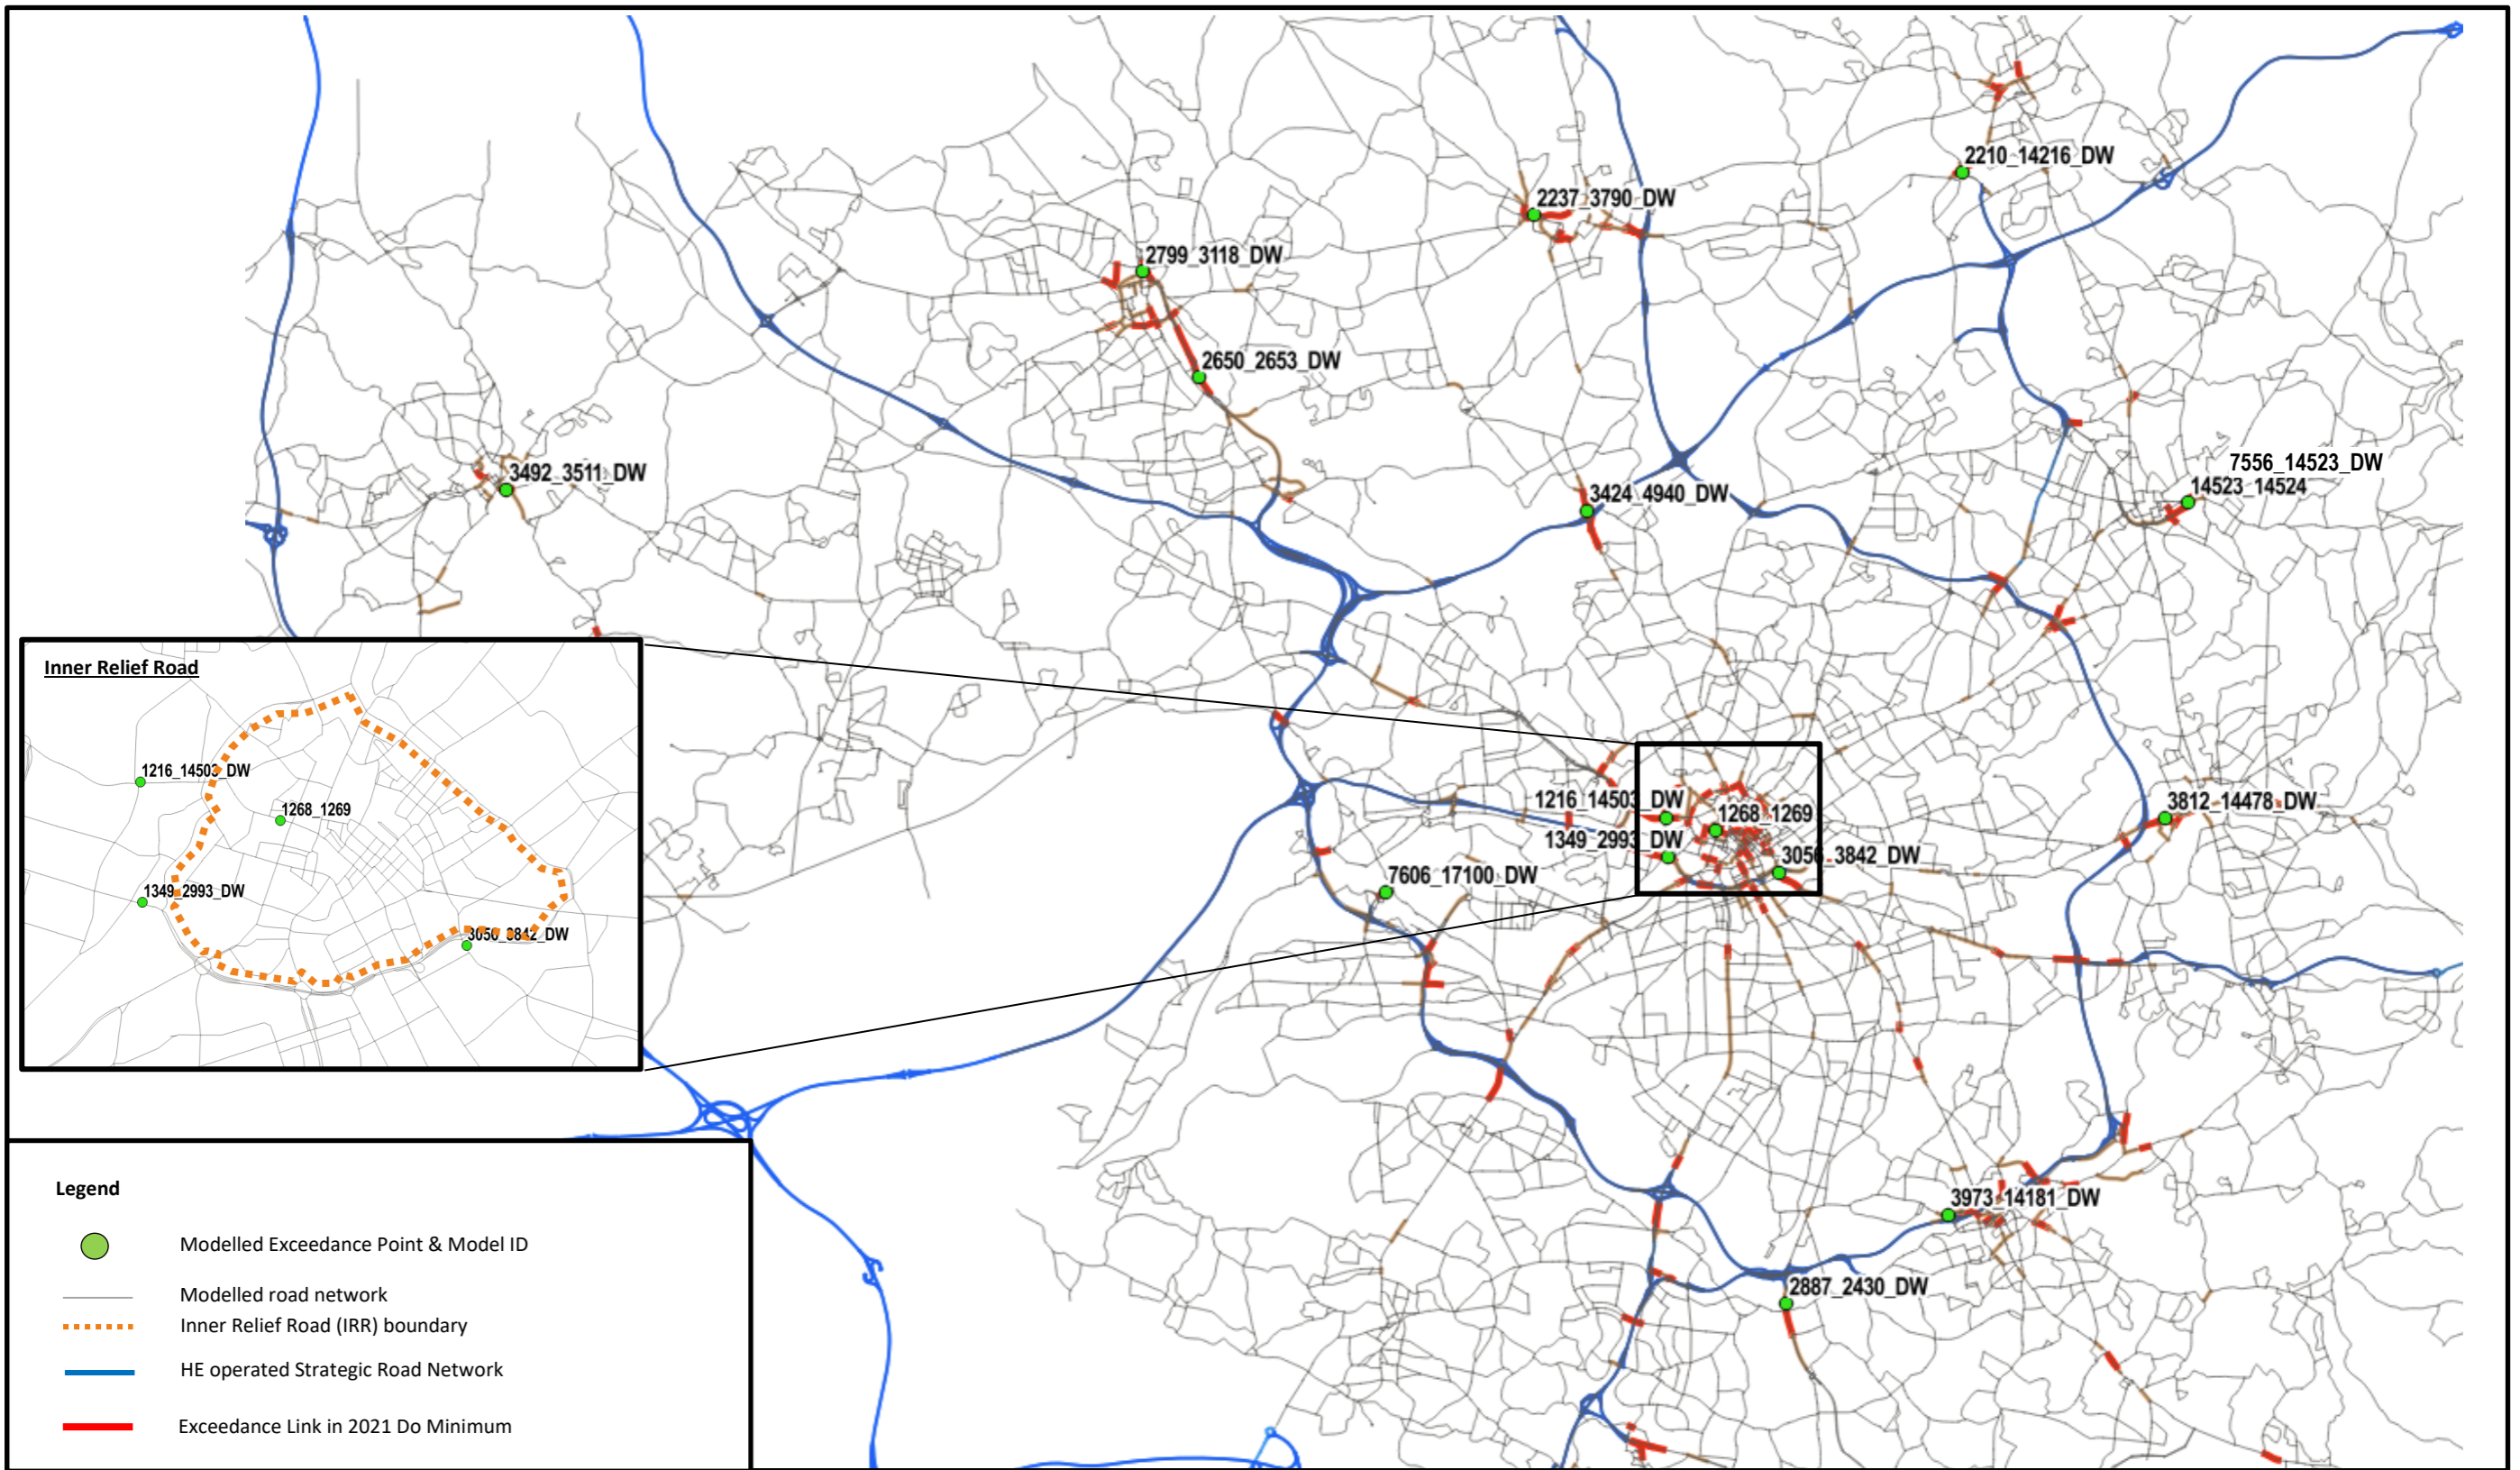 2210_14216_DW
2237_3790_DW
2799_3118_DW
2650_2653_DW
7556_14523_DW
14523_14524
3492_3511_DW
3424_4940_DW
Inner Relief Road
1216_14503_DW
1268_1269
1349_2993_DW
3056_3842_DW
1216_14503_DW
1268_1269
1349_2993_DW
3056_3842_DW
3812_14478_DW
7606_17100_DW
3973_14181_DW
2887_2430_DW
Legend
Modelled Exceedance Point & Model ID
Modelled road network
Inner Relief Road (IRR) boundary
HE operated Strategic Road Network
Exceedance Link in 2021 Do Minimum